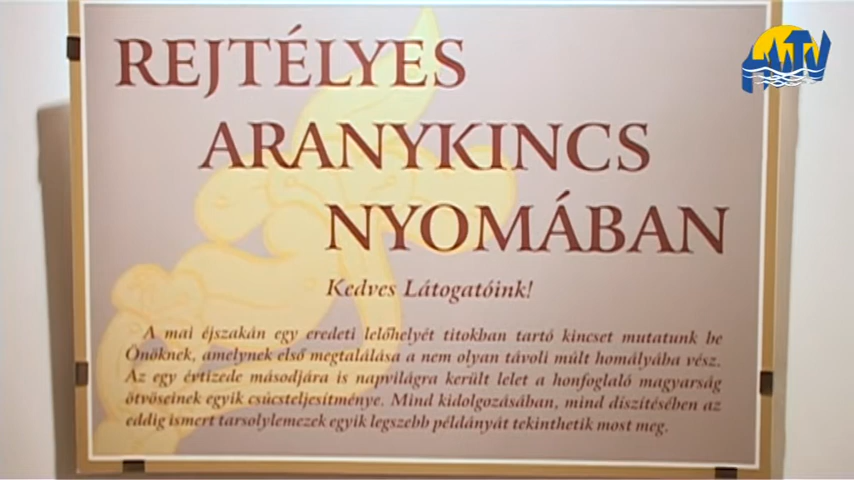 MTV
REJTÉLYES
ARANYKINCS
NYOMÁBAN
Kedves Látogatóink!
A mai éjszakán egy eredeti lelőhelyét titokban tartó kincset mutatunk be
Önöknek, amelynek első megtalálása a nem olyan távoli múlt homályába vész.
Az egy évtizede másodjára is napvilágra került lelet a honfoglaló magyarság
ötvöseinek egyik csúcsteljesítménye. Mind kidolgozásában, mind díszítésében az
eddig ismert tarsolylemezek egyik legszebb példányát tekinthetik most meg.